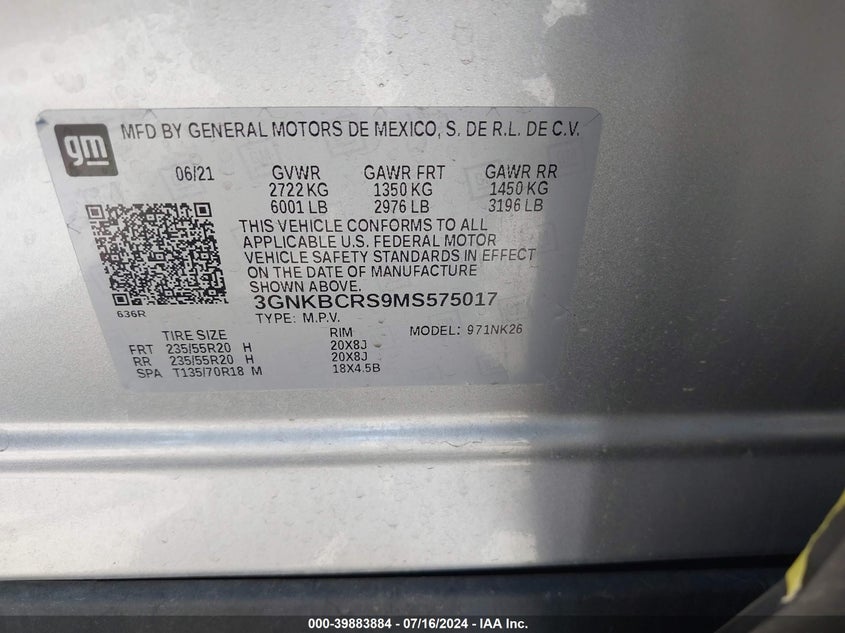 gm
MFD BY GENERAL MOTORS DE MEXICO, S. DE R.L. DE C.V.
06/21 GVWR GAWR FRT GAWR RR
2722 KG 1350 KG 1450 KG
6001 LB 2976 LB 3196 LB
THIS VEHICLE CONFORMS TO ALL
APPLICABLE U.S. FEDERAL MOTOR
VEHICLE SAFETY STANDARDS IN EFFECT
ON THE DATE OF MANUFACTURE
SHOWN ABOVE.
636R
3GNKBCRS9MS575017
TYPE: M.P.V. MODEL: 971NK26
TIRE SIZE RIM
FRT 235/55R20 H 20X8J
RR 235/55R20 H 20X8J
SPA T135/70R18 M 18X4.5B
000-39883884 - 07/16/2024 - IAA Inc.